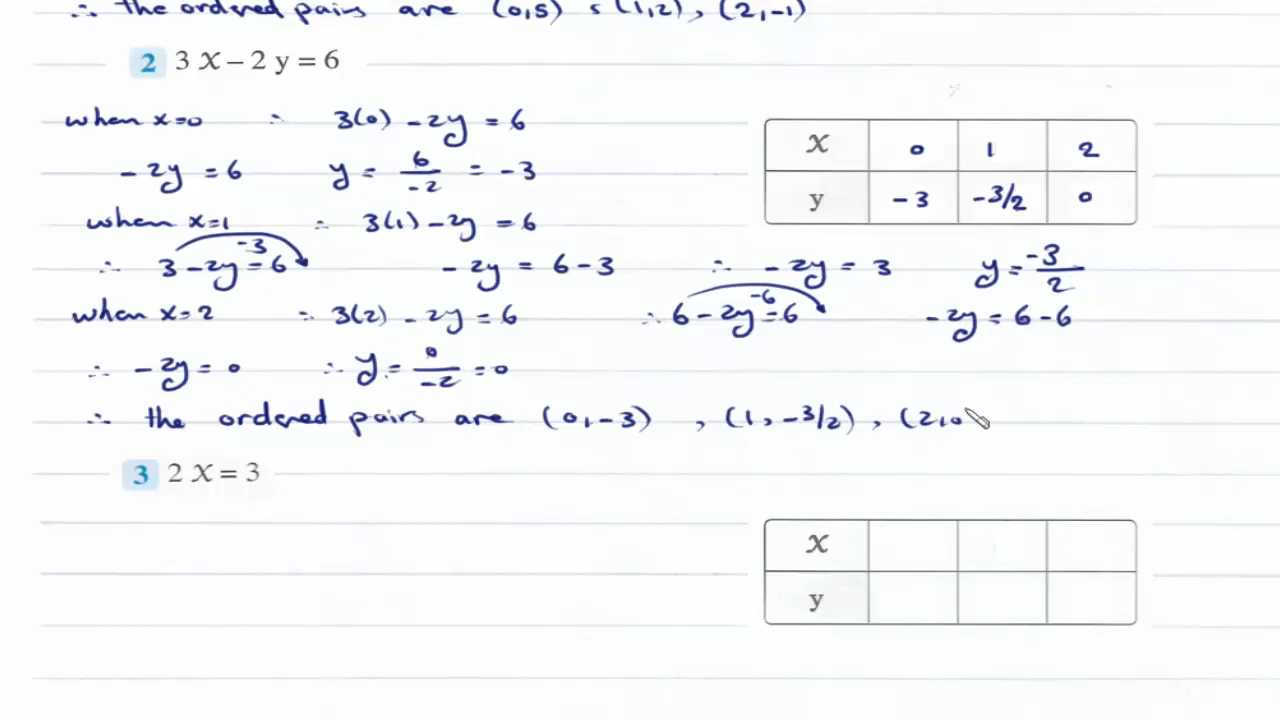 ∴ the ordered pairs are (0,5) , (1,2), (2,-1)
2 3 x – 2 y = 6
when x=0 ∴ 3(0) -2y = 6
-2y = 6 y = 6/-2 = -3
x 0 1 2
y -3 -3/2 0
when x=1 ∴ 3(1) -2y = 6
∴ 3 -2y = 6 -3 -2y = 6 - 3 ∴ -2y = 3 y = -3/2
when x=2 ∴ 3(2) -2y = 6 ∴ 6 -2y = 6 -6 -2y = 6 - 6
∴ -2y = 0 ∴ y = 0/-2 = 0
∴ the ordered pairs are (0,-3) , (1, -3/2), (2,0
3 2 x = 3
x
y